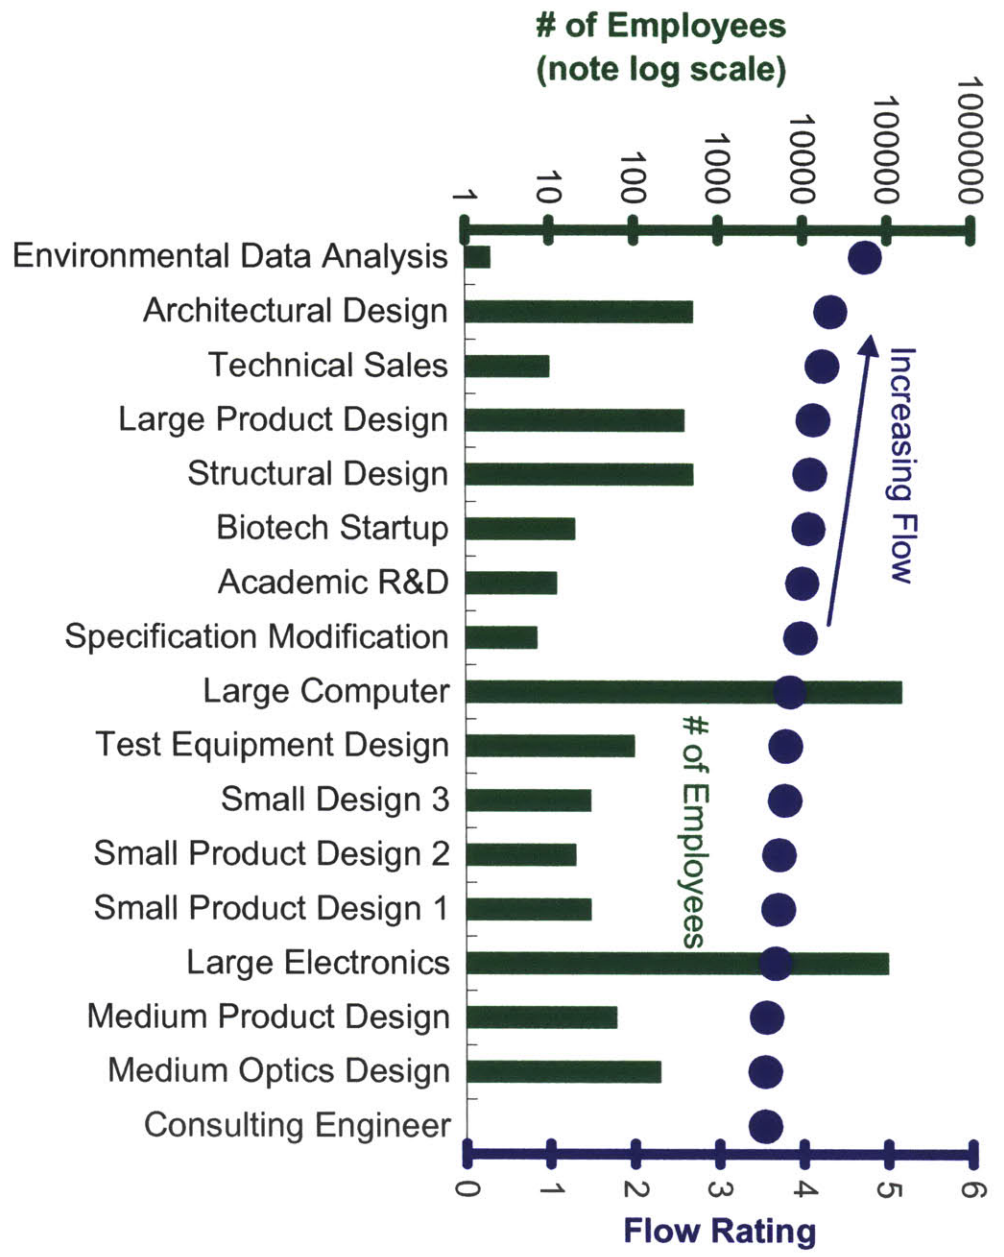 # of Employees
(note log scale)
1
10
100
1000
10000
100000
1000000
Environmental Data Analysis
Architectural Design
Technical Sales
Large Product Design
Structural Design
Biotech Startup
Academic R&D
Specification Modification
Large Computer
Test Equipment Design
Small Design 3
Small Product Design 2
Small Product Design 1
Large Electronics
Medium Product Design
Medium Optics Design
Consulting Engineer
Increasing Flow
# of Employees
0
1
2
3
4
5
6
Flow Rating